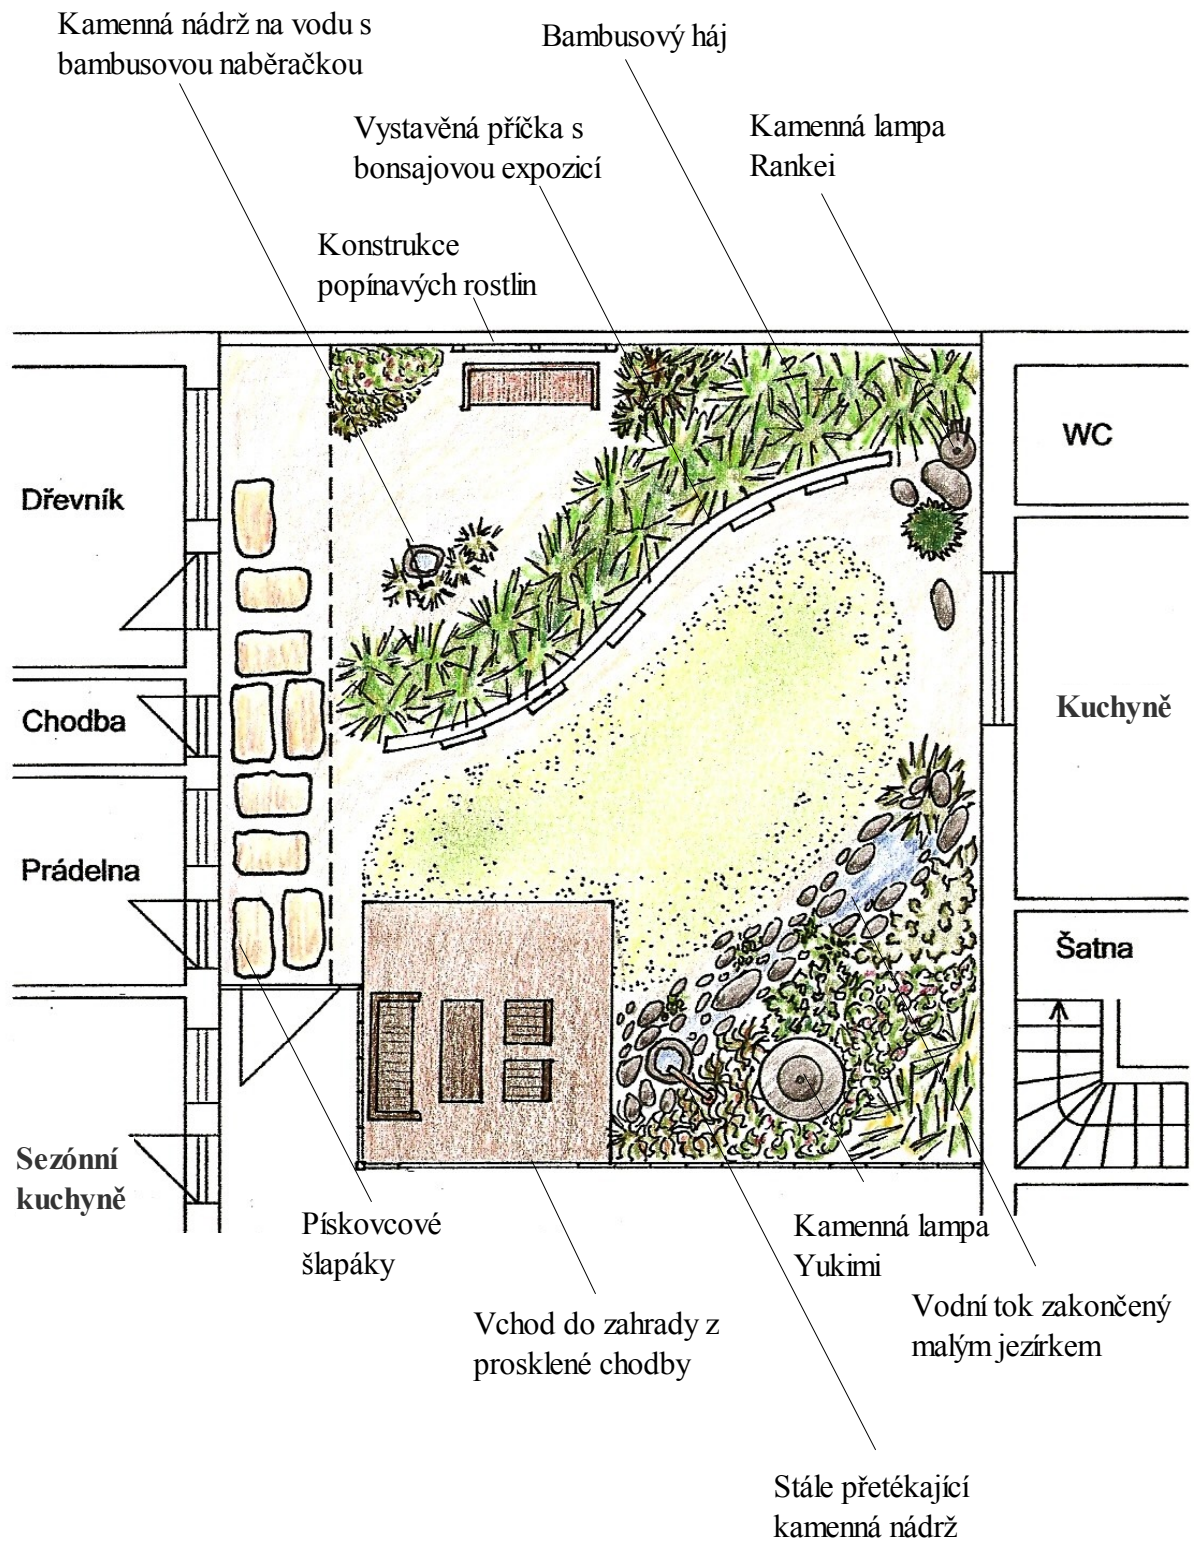 Kamenná nádrž na vodu s
bambusovou naběračkou
Bambusový háj
Vystavěná příčka s
bonsajovou expozicí
Kamenná lampa
Rankei
Konstrukce
popínavých rostlin
WC
Dřevník
Chodba
Kuchyně
Prádelna
Šatna
Sezónní
kuchyně
Pískovcové
šlapáky
Kamenná lampa
Yukimi
Vodní tok zakončený
malým jezírkem
Vchod do zahrady z
prosklené chodby
Stále přetékající
kamenná nádrž